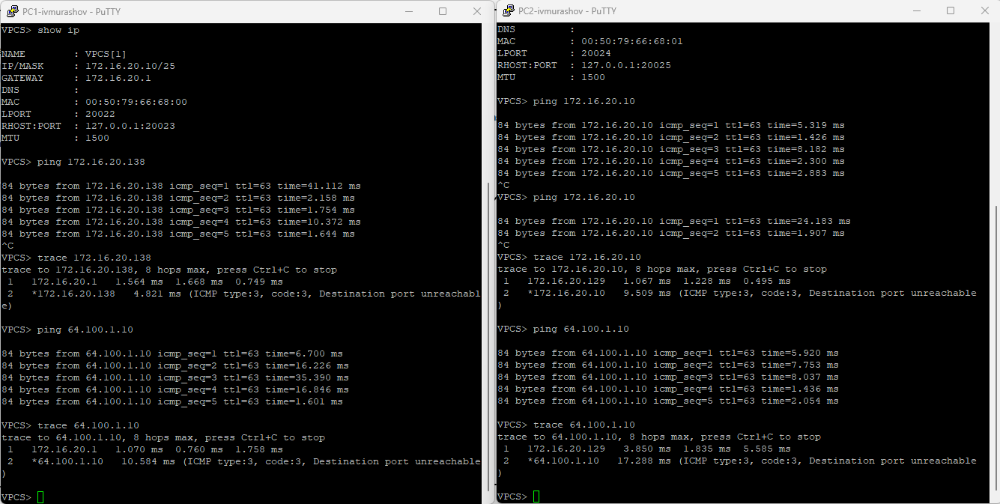 PC1-ivmurashov - PuTTY
VPCS> show ip
NAME        : VPCS[1]
IP/MASK     : 172.16.20.10/25
GATEWAY     : 172.16.20.1
DNS         :
MAC         : 00:50:79:66:68:00
LPORT       : 20022
RHOST:PORT  : 127.0.0.1:20023
MTU         : 1500
VPCS> ping 172.16.20.138
84 bytes from 172.16.20.138 icmp_seq=1 ttl=63 time=41.112 ms
84 bytes from 172.16.20.138 icmp_seq=2 ttl=63 time=2.158 ms
84 bytes from 172.16.20.138 icmp_seq=3 ttl=63 time=1.754 ms
84 bytes from 172.16.20.138 icmp_seq=4 ttl=63 time=10.372 ms
84 bytes from 172.16.20.138 icmp_seq=5 ttl=63 time=1.644 ms
^C
VPCS> trace 172.16.20.138
trace to 172.16.20.138, 8 hops max, press Ctrl+C to stop
 1   172.16.20.1   1.564 ms  1.668 ms  0.749 ms
 2   *172.16.20.138   4.821 ms (ICMP type:3, code:3, Destination port unreachabl
e)
VPCS> ping 64.100.1.10
84 bytes from 64.100.1.10 icmp_seq=1 ttl=63 time=6.700 ms
84 bytes from 64.100.1.10 icmp_seq=2 ttl=63 time=16.226 ms
84 bytes from 64.100.1.10 icmp_seq=3 ttl=63 time=35.390 ms
84 bytes from 64.100.1.10 icmp_seq=4 ttl=63 time=16.846 ms
84 bytes from 64.100.1.10 icmp_seq=5 ttl=63 time=1.601 ms
VPCS> trace 64.100.1.10
trace to 64.100.1.10, 8 hops max, press Ctrl+C to stop
 1   172.16.20.1   1.070 ms  0.760 ms  1.758 ms
 2   *64.100.1.10   10.584 ms (ICMP type:3, code:3, Destination port unreachable
)
VPCS>
PC2-ivmurashov - PuTTY
DNS         :
MAC         : 00:50:79:66:68:01
LPORT       : 20024
RHOST:PORT  : 127.0.0.1:20025
MTU         : 1500
VPCS> ping 172.16.20.10
84 bytes from 172.16.20.10 icmp_seq=1 ttl=63 time=5.319 ms
84 bytes from 172.16.20.10 icmp_seq=2 ttl=63 time=1.426 ms
84 bytes from 172.16.20.10 icmp_seq=3 ttl=63 time=8.182 ms
84 bytes from 172.16.20.10 icmp_seq=4 ttl=63 time=2.300 ms
84 bytes from 172.16.20.10 icmp_seq=5 ttl=63 time=2.883 ms
^C
VPCS> ping 172.16.20.10
84 bytes from 172.16.20.10 icmp_seq=1 ttl=63 time=24.183 ms
84 bytes from 172.16.20.10 icmp_seq=2 ttl=63 time=1.907 ms
^C
VPCS> trace 172.16.20.10
trace to 172.16.20.10, 8 hops max, press Ctrl+C to stop
 1   172.16.20.129   1.067 ms  1.228 ms  0.495 ms
 2   *172.16.20.10   9.509 ms (ICMP type:3, code:3, Destination port unreachable
)
VPCS> ping 64.100.1.10
84 bytes from 64.100.1.10 icmp_seq=1 ttl=63 time=5.920 ms
84 bytes from 64.100.1.10 icmp_seq=2 ttl=63 time=7.753 ms
84 bytes from 64.100.1.10 icmp_seq=3 ttl=63 time=8.037 ms
84 bytes from 64.100.1.10 icmp_seq=4 ttl=63 time=1.436 ms
84 bytes from 64.100.1.10 icmp_seq=5 ttl=63 time=2.054 ms
VPCS> trace 64.100.1.10
trace to 64.100.1.10, 8 hops max, press Ctrl+C to stop
 1   172.16.20.129   3.850 ms  1.835 ms  5.585 ms
 2   *64.100.1.10   17.288 ms (ICMP type:3, code:3, Destination port unreachable
)
VPCS>